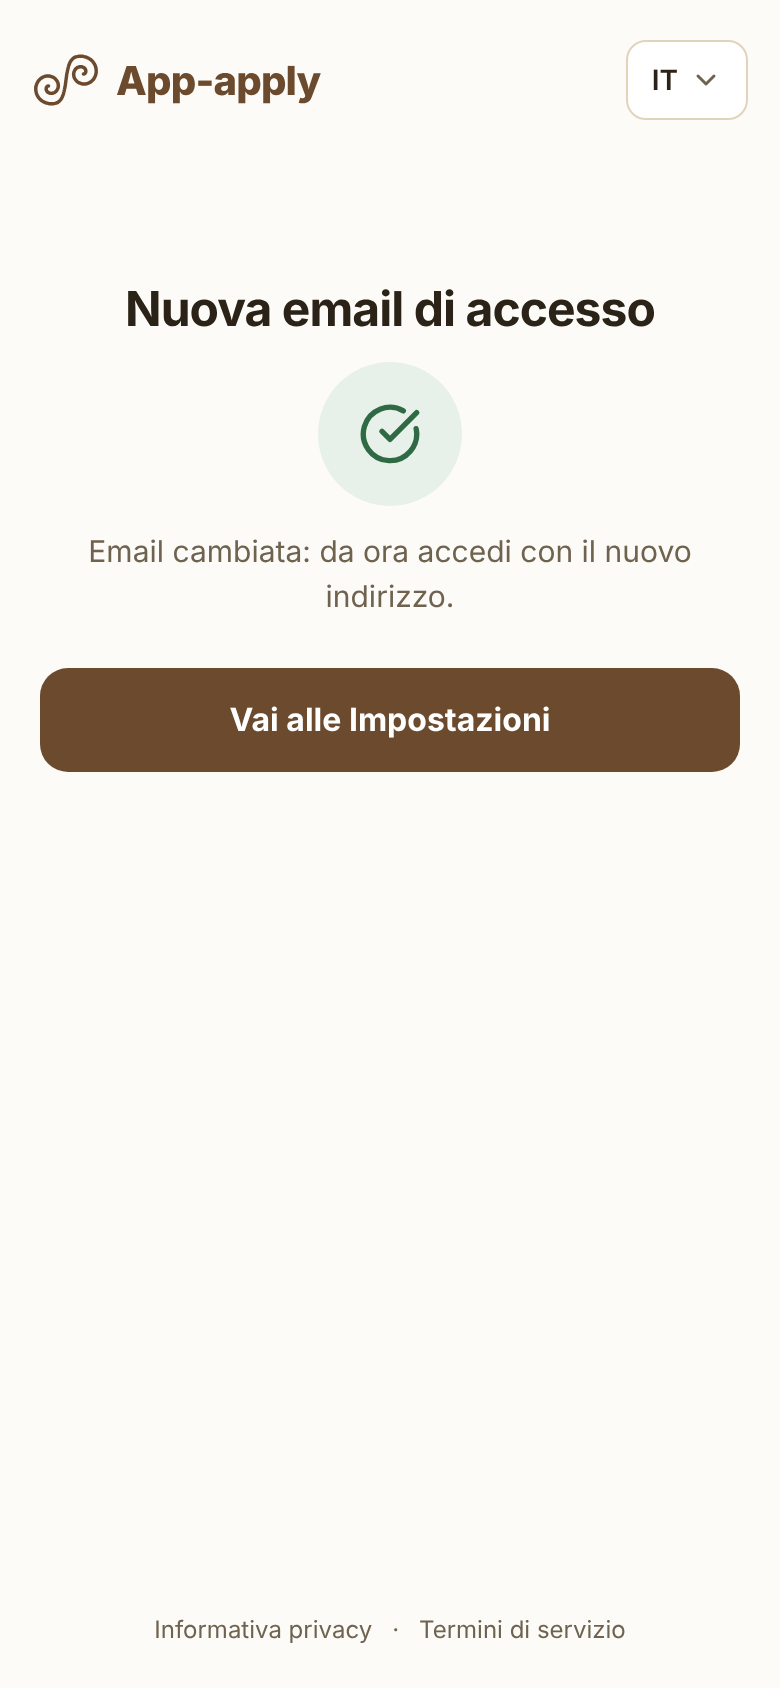 App-apply
IT
Nuova email di accesso
Email cambiata: da ora accedi con il nuovo
indirizzo.
Vai alle Impostazioni
Informativa privacy · Termini di servizio